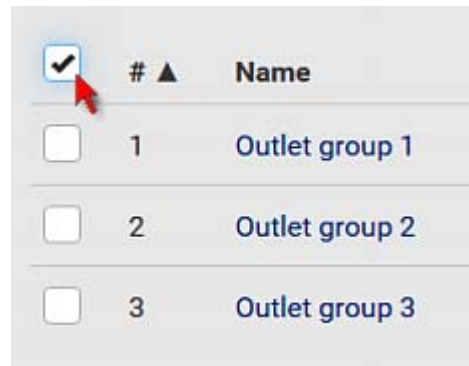 # ▲ Name
1 Outlet group 1
2 Outlet group 2
3 Outlet group 3